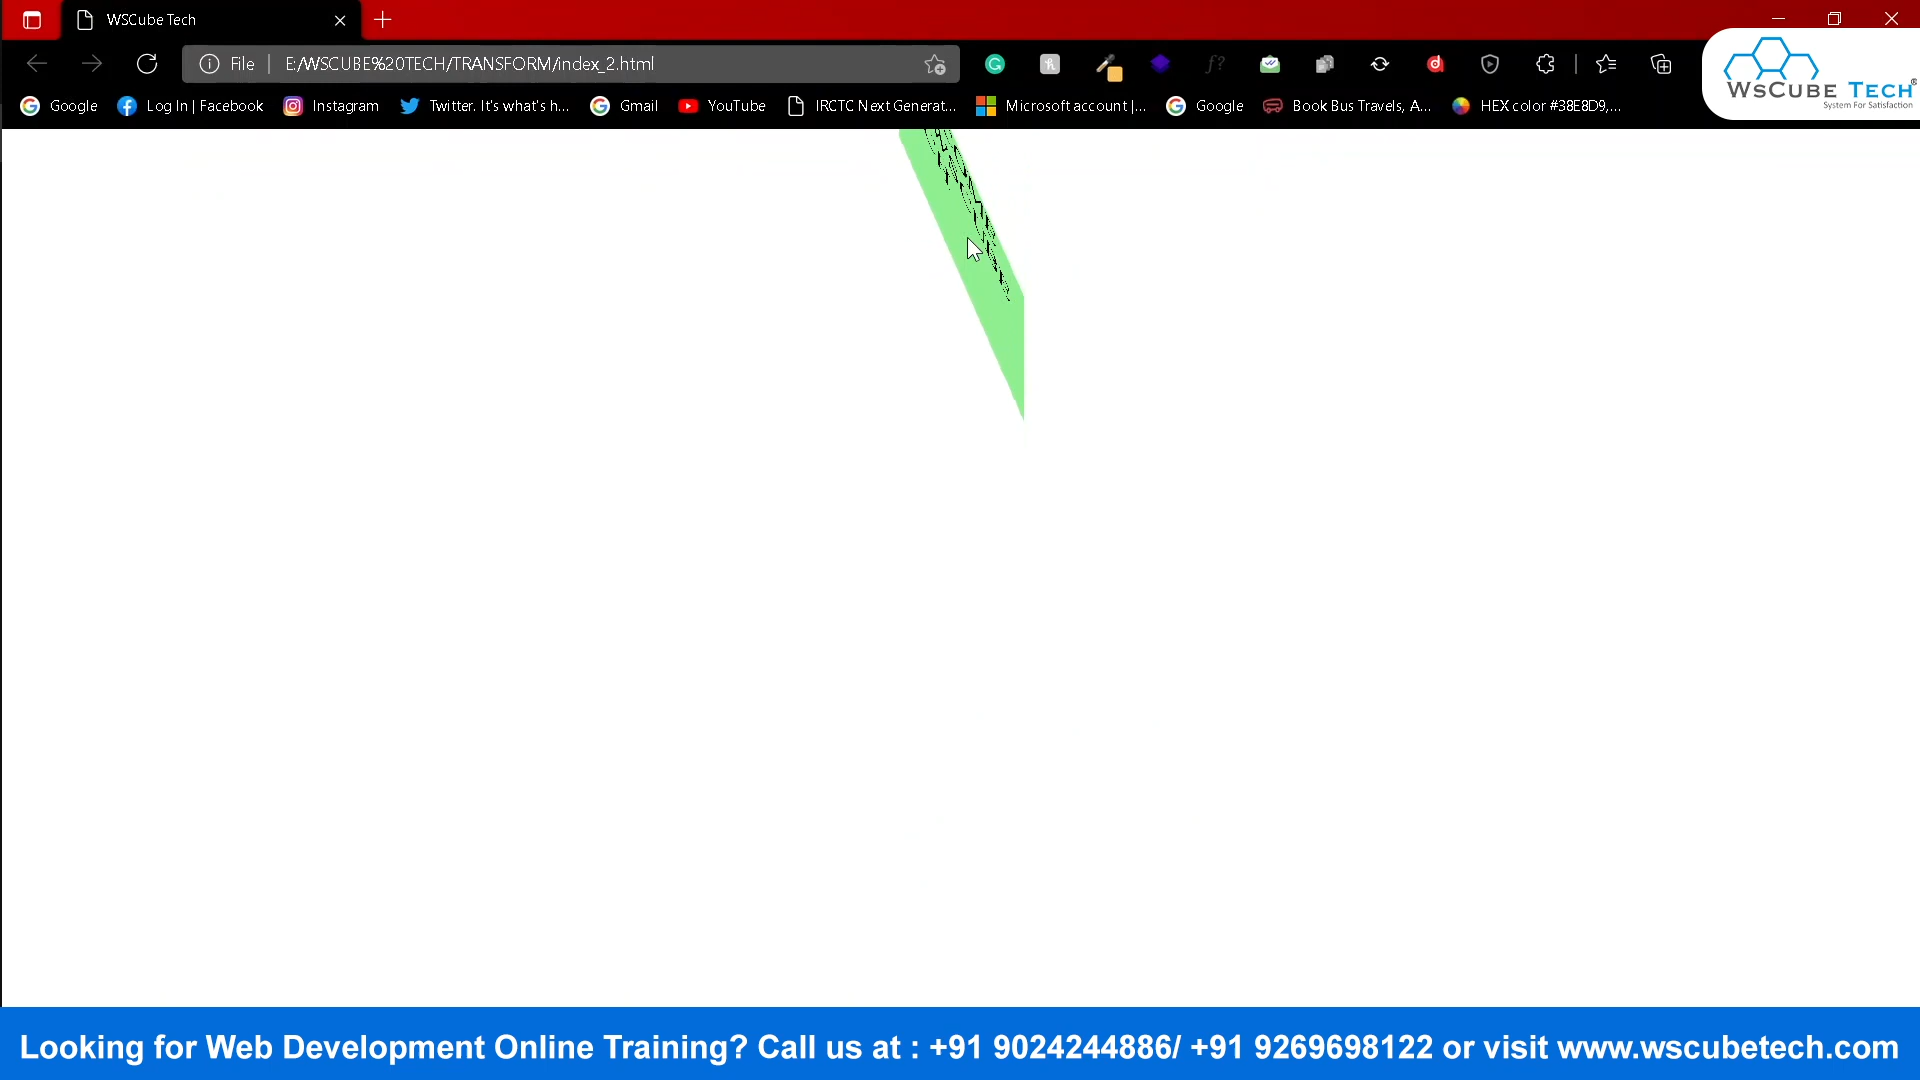 WSCube Tech
File
E:/WSCUBE%20TECH/TRANSFORM/index_2.html
Google
Log In | Facebook
Instagram
Twitter. It's what's h...
Gmail
YouTube
IRCTC Next Generat...
Microsoft account |...
Google
Book Bus Travels, A...
HEX color #38E8D9,...
WSCUBE TECH®
System For Satisfaction
Looking for Web Development Online Training? Call us at : +91 9024244886/ +91 9269698122 or visit www.wscubetech.com